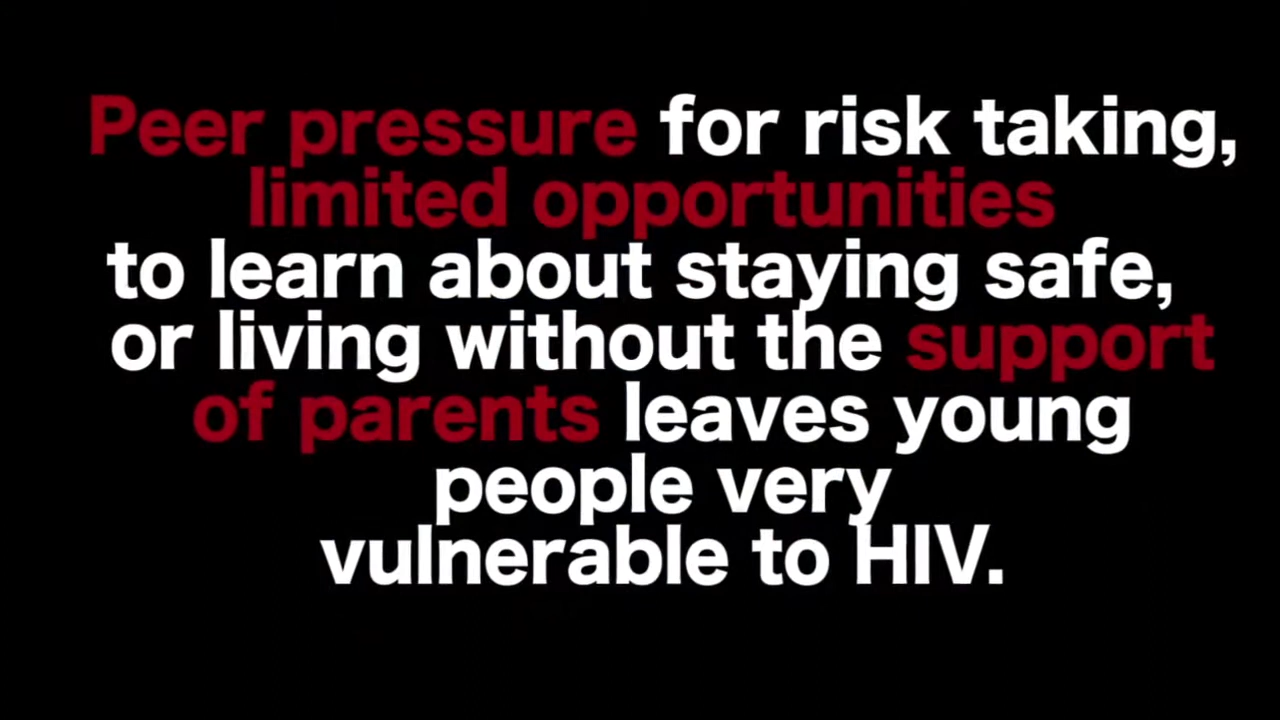 Peer pressure for risk taking,
limited opportunities
to learn about staying safe,
or living without the support
of parents leaves young
people very
vulnerable to HIV.